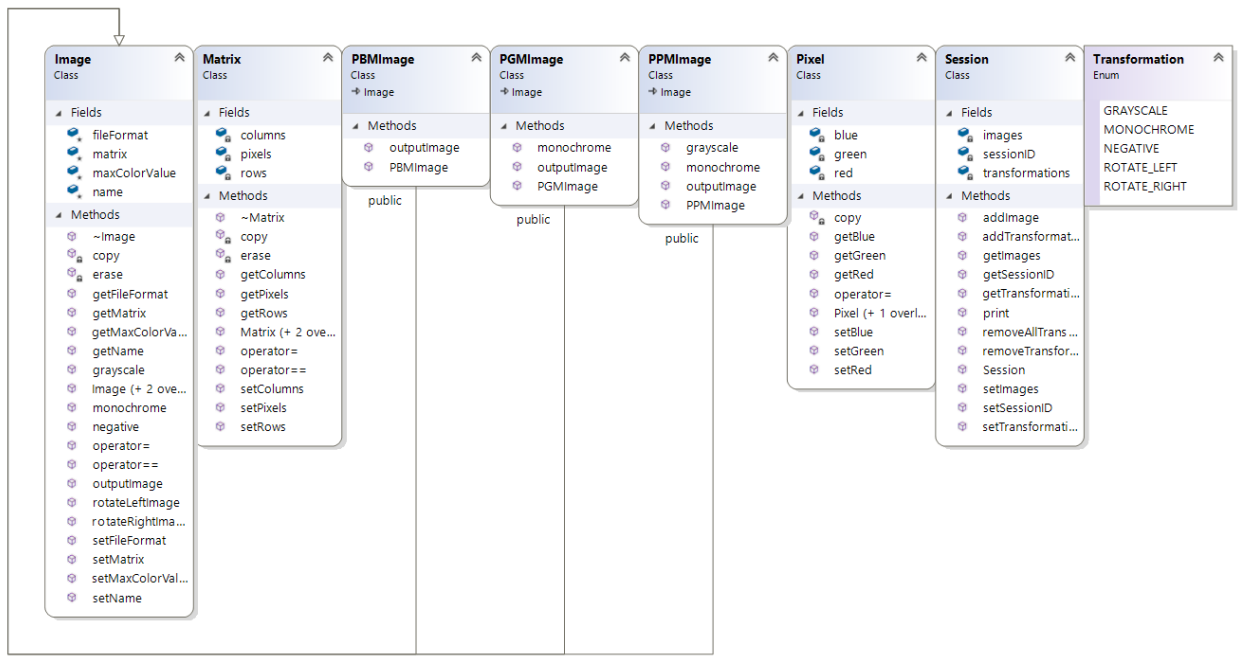 Image
Class
Fields
fileFormat
matrix
maxColorValue
name
Methods
~Image
copy
erase
getFileFormat
getMatrix
getMaxColorVa...
getName
grayscale
Image (+ 2 ove...
monochrome
negative
operator=
operator==
outputImage
rotateLeftImage
rotateRightIma...
setFileFormat
setMatrix
setMaxColorVal...
setName
Matrix
Class
Fields
columns
pixels
rows
Methods
~Matrix
copy
erase
getColumns
getPixels
getRows
Matrix (+ 2 ove...
operator=
operator==
setColumns
setPixels
setRows
PBMImage
Class
Image
Methods
outputImage
PBMImage
public
PGMImage
Class
Image
Methods
monochrome
outputImage
PGMImage
public
PPMImage
Class
Image
Methods
grayscale
monochrome
outputImage
PPMImage
public
Pixel
Class
Fields
blue
green
red
Methods
copy
getBlue
getGreen
getRed
operator=
Pixel (+ 1 overl...
setBlue
setGreen
setRed
Session
Class
Fields
images
sessionID
transformations
Methods
addImage
addTransformat...
getImages
getSessionID
getTransformati...
print
removeAllTrans...
removeTransfor...
Session
setImages
setSessionID
setTransformati...
Transformation
Enum
GRAYSCALE
MONOCHROME
NEGATIVE
ROTATE_LEFT
ROTATE_RIGHT